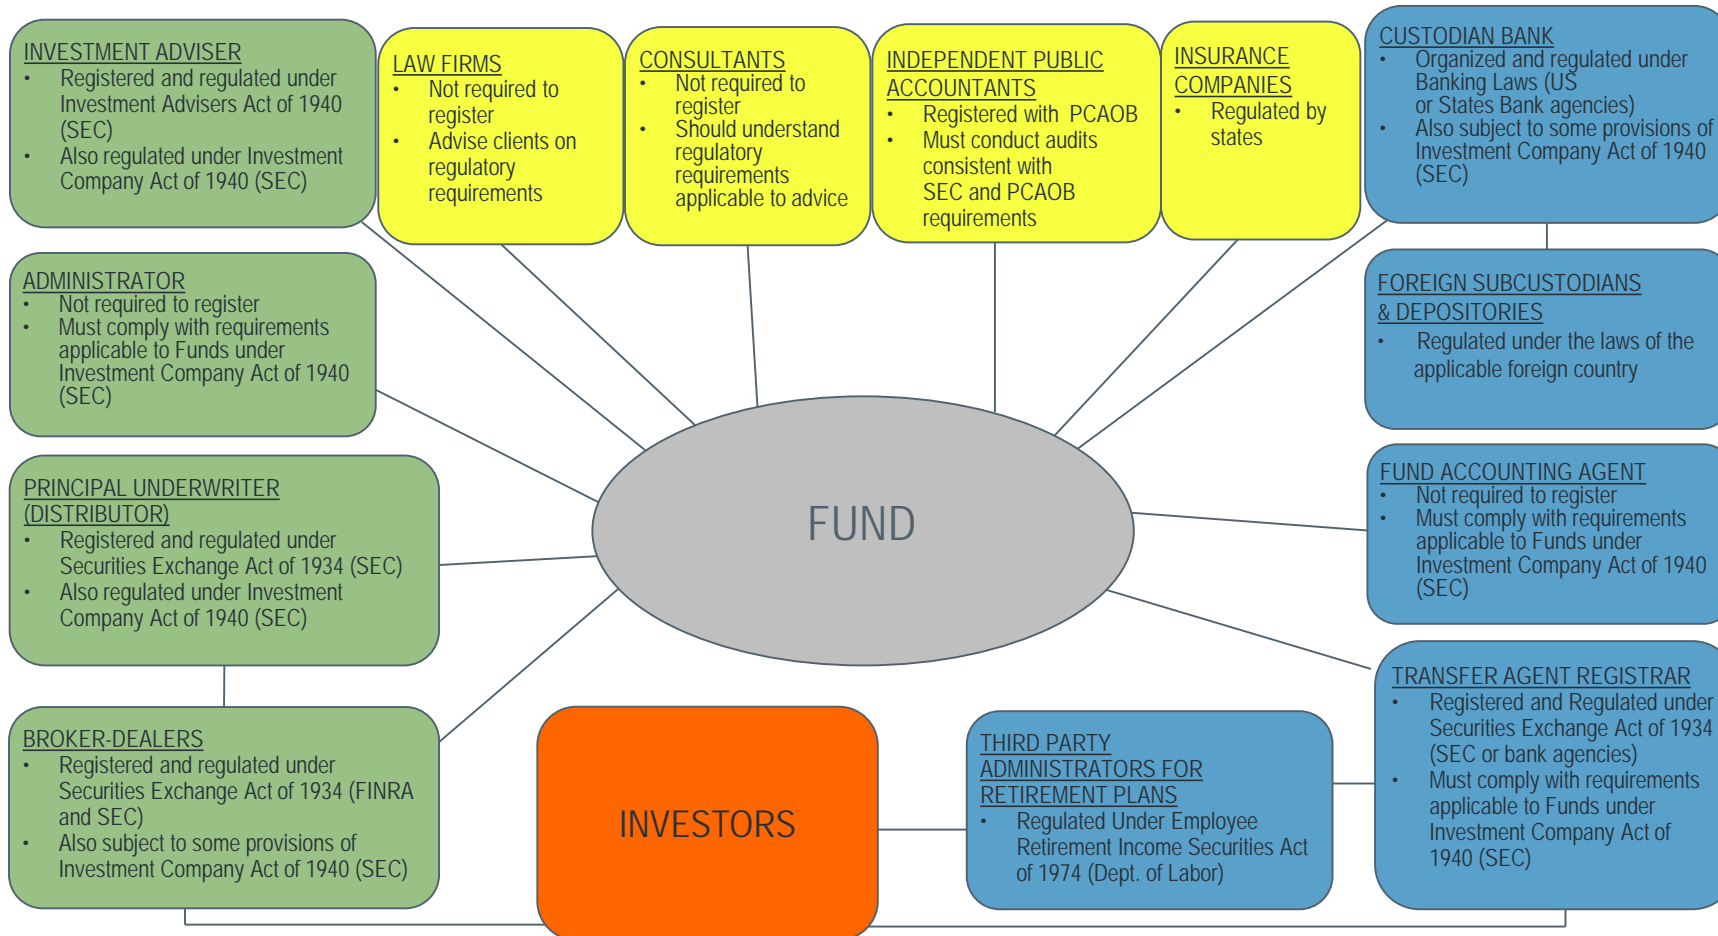 INVESTMENT ADVISER
• Registered and regulated under
Investment Advisers Act of 1940
(SEC)
• Also regulated under Investment
Company Act of 1940 (SEC)
LAW FIRMS
• Not required to
register
• Advise clients on
regulatory
requirements
CONSULTANTS
• Not required to
register
• Should understand
regulatory
requirements
applicable to advice
INDEPENDENT PUBLIC
ACCOUNTANTS
• Registered with PCAOB
• Must conduct audits
consistent with
SEC and PCAOB
requirements
INSURANCE
COMPANIES
• Regulated by
states
CUSTODIAN BANK
• Organized and regulated under
Banking Laws (US
or States Bank agencies)
• Also subject to some provisions of
Investment Company Act of 1940
(SEC)
ADMINISTRATOR
• Not required to register
• Must comply with requirements
applicable to Funds under
Investment Company Act of 1940
(SEC)
FOREIGN SUBCUSTODIANS
& DEPOSITORIES
• Regulated under the laws of the
applicable foreign country
PRINCIPAL UNDERWRITER
(DISTRIBUTOR)
• Registered and regulated under
Securities Exchange Act of 1934 (SEC)
• Also regulated under Investment
Company Act of 1940 (SEC)
FUND
FUND ACCOUNTING AGENT
• Not required to register
• Must comply with requirements
applicable to Funds under
Investment Company Act of 1940
(SEC)
BROKER-DEALERS
• Registered and regulated under
Securities Exchange Act of 1934 (FINRA
and SEC)
• Also subject to some provisions of
Investment Company Act of 1940 (SEC)
INVESTORS
THIRD PARTY
ADMINISTRATORS FOR
RETIREMENT PLANS
• Regulated Under Employee
Retirement Income Securities Act
of 1974 (Dept. of Labor)
TRANSFER AGENT REGISTRAR
• Registered and Regulated under
Securities Exchange Act of 1934
(SEC or bank agencies)
• Must comply with requirements
applicable to Funds under
Investment Company Act of
1940 (SEC)